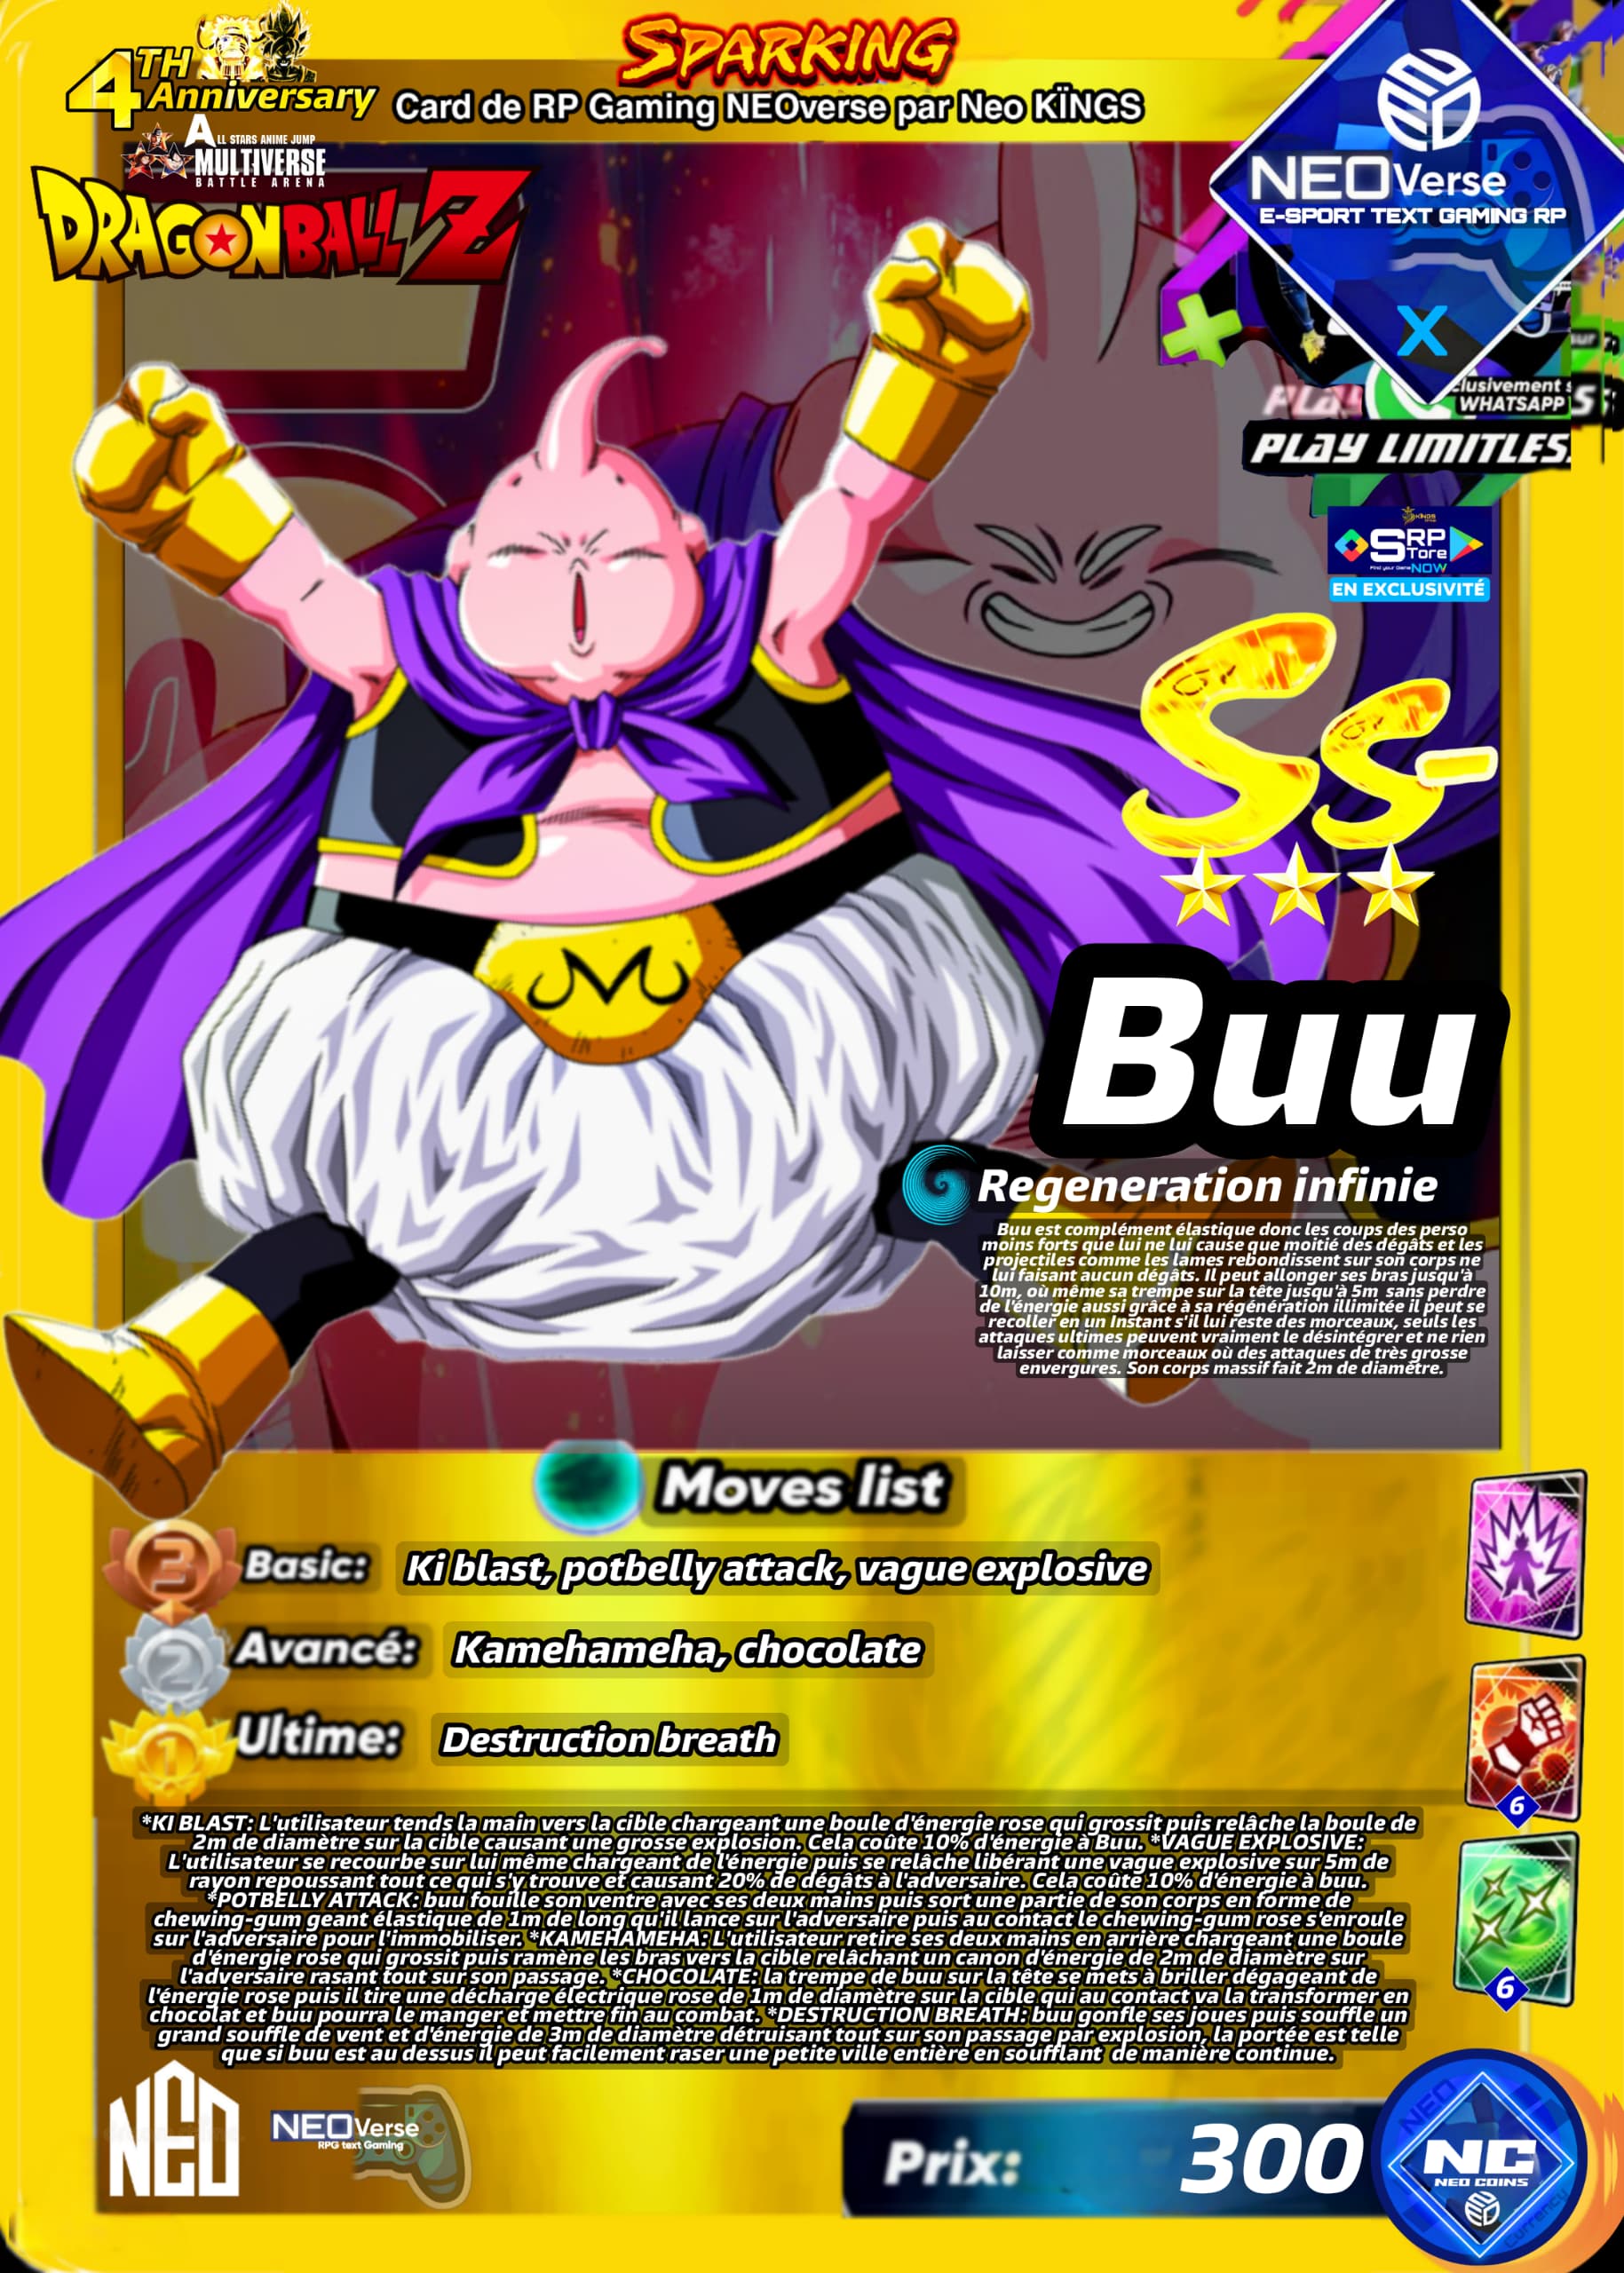 4TH
Anniversary
SPARKING
Card de RP Gaming NEOverse par Neo KÏNGS
ALL STARS ANIME JUMP
MULTIVERSE
BATTLE ARENA
DRAGON BALL Z
NEOVerse
E-SPORT TEXT GAMING RP
X
clusivement s
WHATSAPP
PLAY LIMITLES
SRP
STore
Find your Game NOW
EN EXCLUSIVITÉ
Ss-
Buu
Regeneration infinie
Buu est complément élastique donc les coups des perso
moins forts que lui ne lui cause que moitié des dégâts et les
projectiles comme les lames rebondissent sur son corps ne
lui faisant aucun dégâts. Il peut allonger ses bras jusqu'à
10m, où même sa trempe sur la tête jusqu'à 5m sans perdre
de l'énergie aussi grâce à sa régénération illimitée il peut se
recoller en un Instant s'il lui reste des morceaux, seuls les
attaques ultimes peuvent vraiment le désintégrer et ne rien
laisser comme morceaux où des attaques de très grosse
envergures. Son corps massif fait 2m de diamètre.
Moves list
3 Basic: Ki blast, potbelly attack, vague explosive
2 Avancé: Kamehameha, chocolate
1 Ultime: Destruction breath
6
6
*KI BLAST: L'utilisateur tends la main vers la cible chargeant une boule d'énergie rose qui grossit puis relâche la boule de
2m de diamètre sur la cible causant une grosse explosion. Cela coûte 10% d'énergie à Buu. *VAGUE EXPLOSIVE:
L'utilisateur se recourbe sur lui même chargeant de l'énergie puis se relâche libérant une vague explosive sur 5m de
rayon repoussant tout ce qui s'y trouve et causant 20% de dégâts à l'adversaire. Cela coûte 10% d'énergie à buu.
*POTBELLY ATTACK: buu fouille son ventre avec ses deux mains puis sort une partie de son corps en forme de
chewing-gum geant élastique de 1m de long qu'il lance sur l'adversaire puis au contact le chewing-gum rose s'enroule
sur l'adversaire pour l'immobiliser. *KAMEHAMEHA: L'utilisateur retire ses deux mains en arrière chargeant une boule
d'énergie rose qui grossit puis ramène les bras vers la cible relâchant un canon d'énergie de 2m de diamètre sur
l'adversaire rasant tout sur son passage. *CHOCOLATE: la trempe de buu sur la tête se mets à briller dégageant de
l'énergie rose puis il tire une décharge électrique rose de 1m de diamètre sur la cible qui au contact va la transformer en
chocolat et buu pourra le manger et mettre fin au combat. *DESTRUCTION BREATH: buu gonfle ses joues puis souffle un
grand souffle de vent et d'énergie de 3m de diamètre détruisant tout sur son passage par explosion, la portée est telle
que si buu est au dessus il peut facilement raser une petite ville entière en soufflant de manière continue.
NEO
NEOVerse
RPG text Gaming
Prix: 300
NC
NEO COINS
Currency